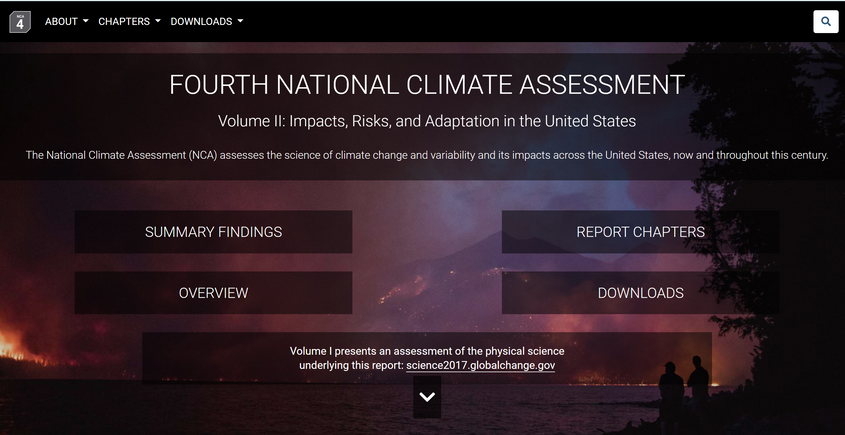 NCA
4
ABOUT
CHAPTERS
DOWNLOADS
FOURTH NATIONAL CLIMATE ASSESSMENT
Volume II: Impacts, Risks, and Adaptation in the United States
The National Climate Assessment (NCA) assesses the science of climate change and variability and its impacts across the United States, now and throughout this century.
SUMMARY FINDINGS
REPORT CHAPTERS
OVERVIEW
DOWNLOADS
Volume I presents an assessment of the physical science
underlying this report: science2017.globalchange.gov